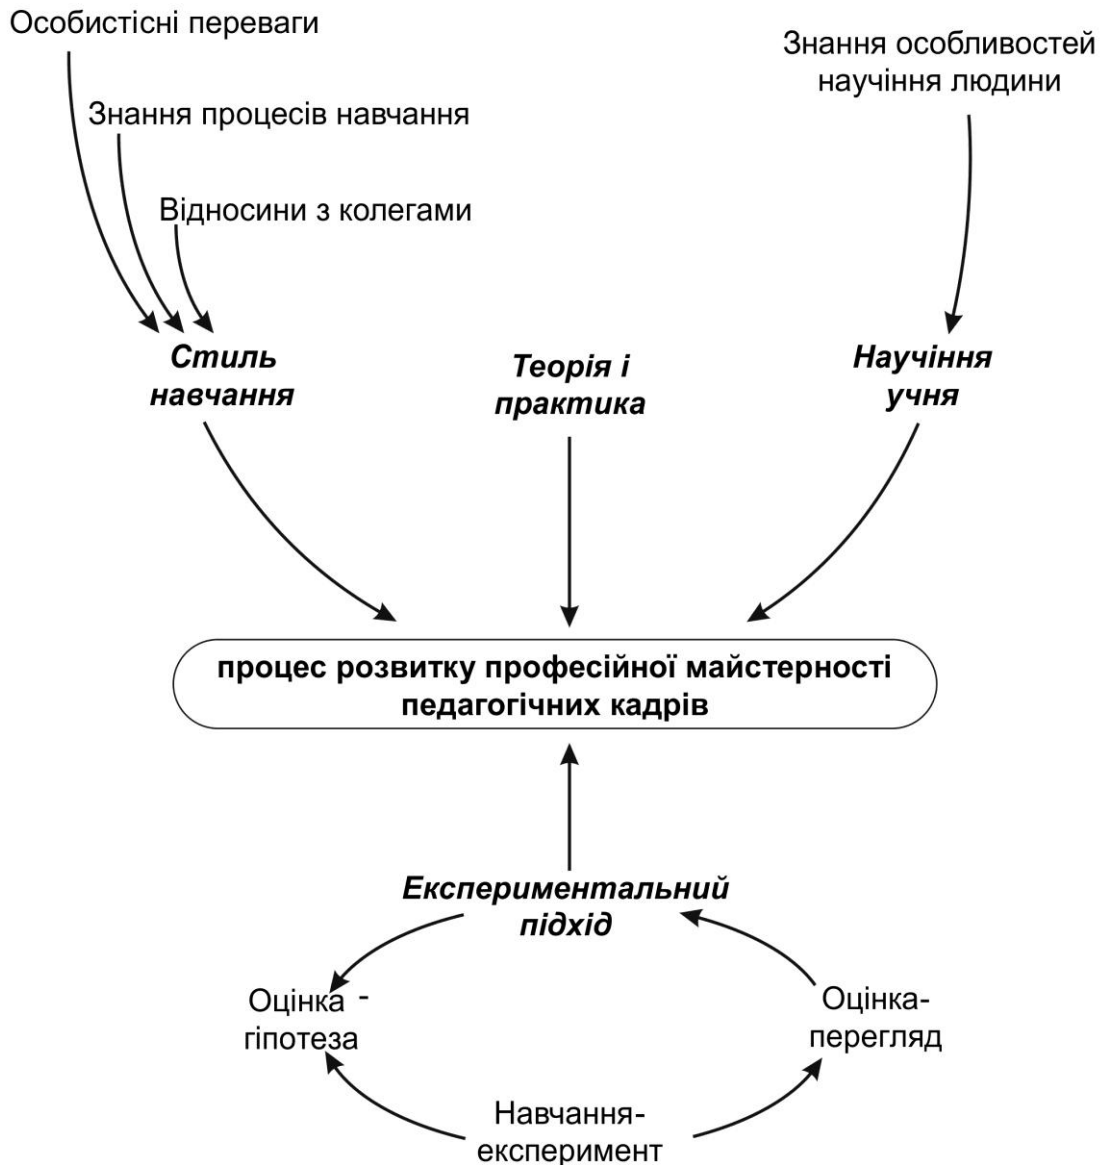 Особистісні переваги
Знання особливостей
научіння людини
Знання процесів навчання
Відносини з колегами
Стиль
навчання
Теорія і
практика
Научіння
учня
процес розвитку професійної майстерності
педагогічних кадрів
Експериментальний
підхід
Оцінка -
гіпотеза
Оцінка-
перегляд
Навчання-
експеримент